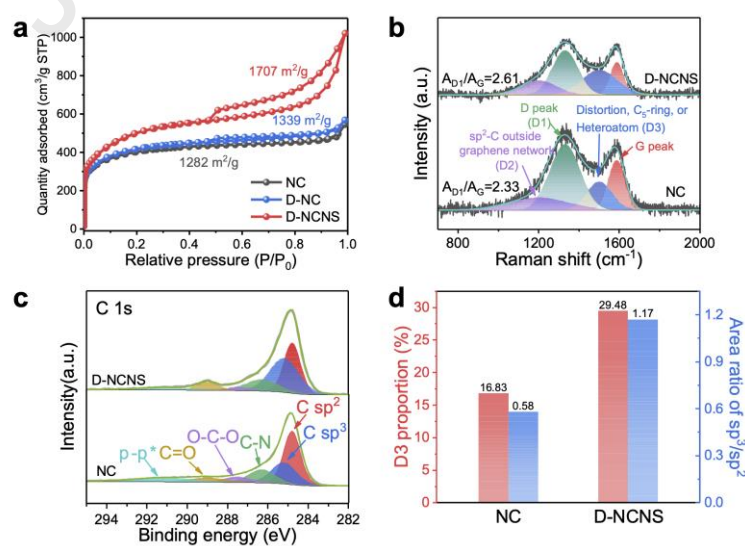 a
Quantity adsorbed (cm³/g STP)
1000
800
600
400
200
0
1707 m²/g
1339 m²/g
1282 m²/g
NC
D-NC
D-NCNS
0.0 0.2 0.4 0.6 0.8 1.0
Relative pressure (P/P₀)
b
Intensity (a.u.)
A_D1/A_G=2.61
D-NCNS
D peak
(D1)
Distortion, C₅-ring, or
Heteroatom (D3)
sp²-C outside
graphene network
(D2)
G peak
A_D1/A_G=2.33
NC
800 1200 1600 2000
Raman shift (cm⁻¹)
c
C 1s
Intensity(a.u.)
D-NCNS
C sp²
O-C-O
C-N
C sp³
p-p*
C=O
NC
294 292 290 288 286 284 282
Binding energy (eV)
d
D3 proportion (%)
30
25
20
15
10
5
0
16.83
0.58
29.48
1.17
NC
D-NCNS
1.2
0.9
0.6
0.3
0.0
Area ratio of sp³/sp²